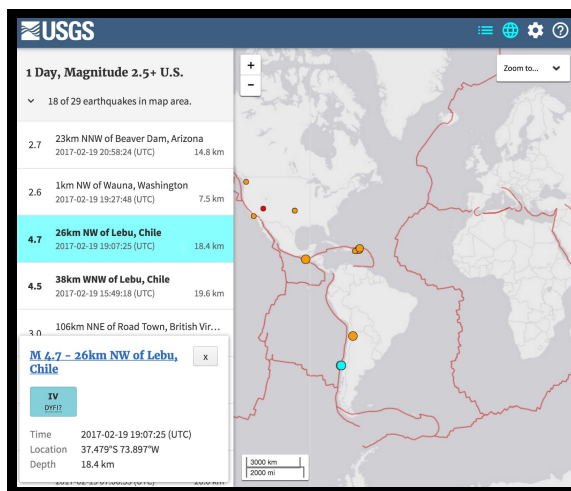 USGS
1 Day, Magnitude 2.5+ U.S.
18 of 29 earthquakes in map area.
2.7
23km NNW of Beaver Dam, Arizona
2017-02-19 20:58:24 (UTC) 14.8 km
2.6
1km NW of Wauna, Washington
2017-02-19 19:27:48 (UTC) 7.5 km
4.7
26km NW of Lebu, Chile
2017-02-19 19:07:25 (UTC) 18.4 km
4.5
38km WNW of Lebu, Chile
2017-02-19 15:49:18 (UTC) 19.6 km
3.0
106km NNE of Road Town, British Vir...
M 4.7 - 26km NW of Lebu,
Chile
x
IV
DYFI?
Time 2017-02-19 19:07:25 (UTC)
Location 37.479°S 73.897°W
Depth 18.4 km
+
−
Zoom to...
3000 km
2000 mi